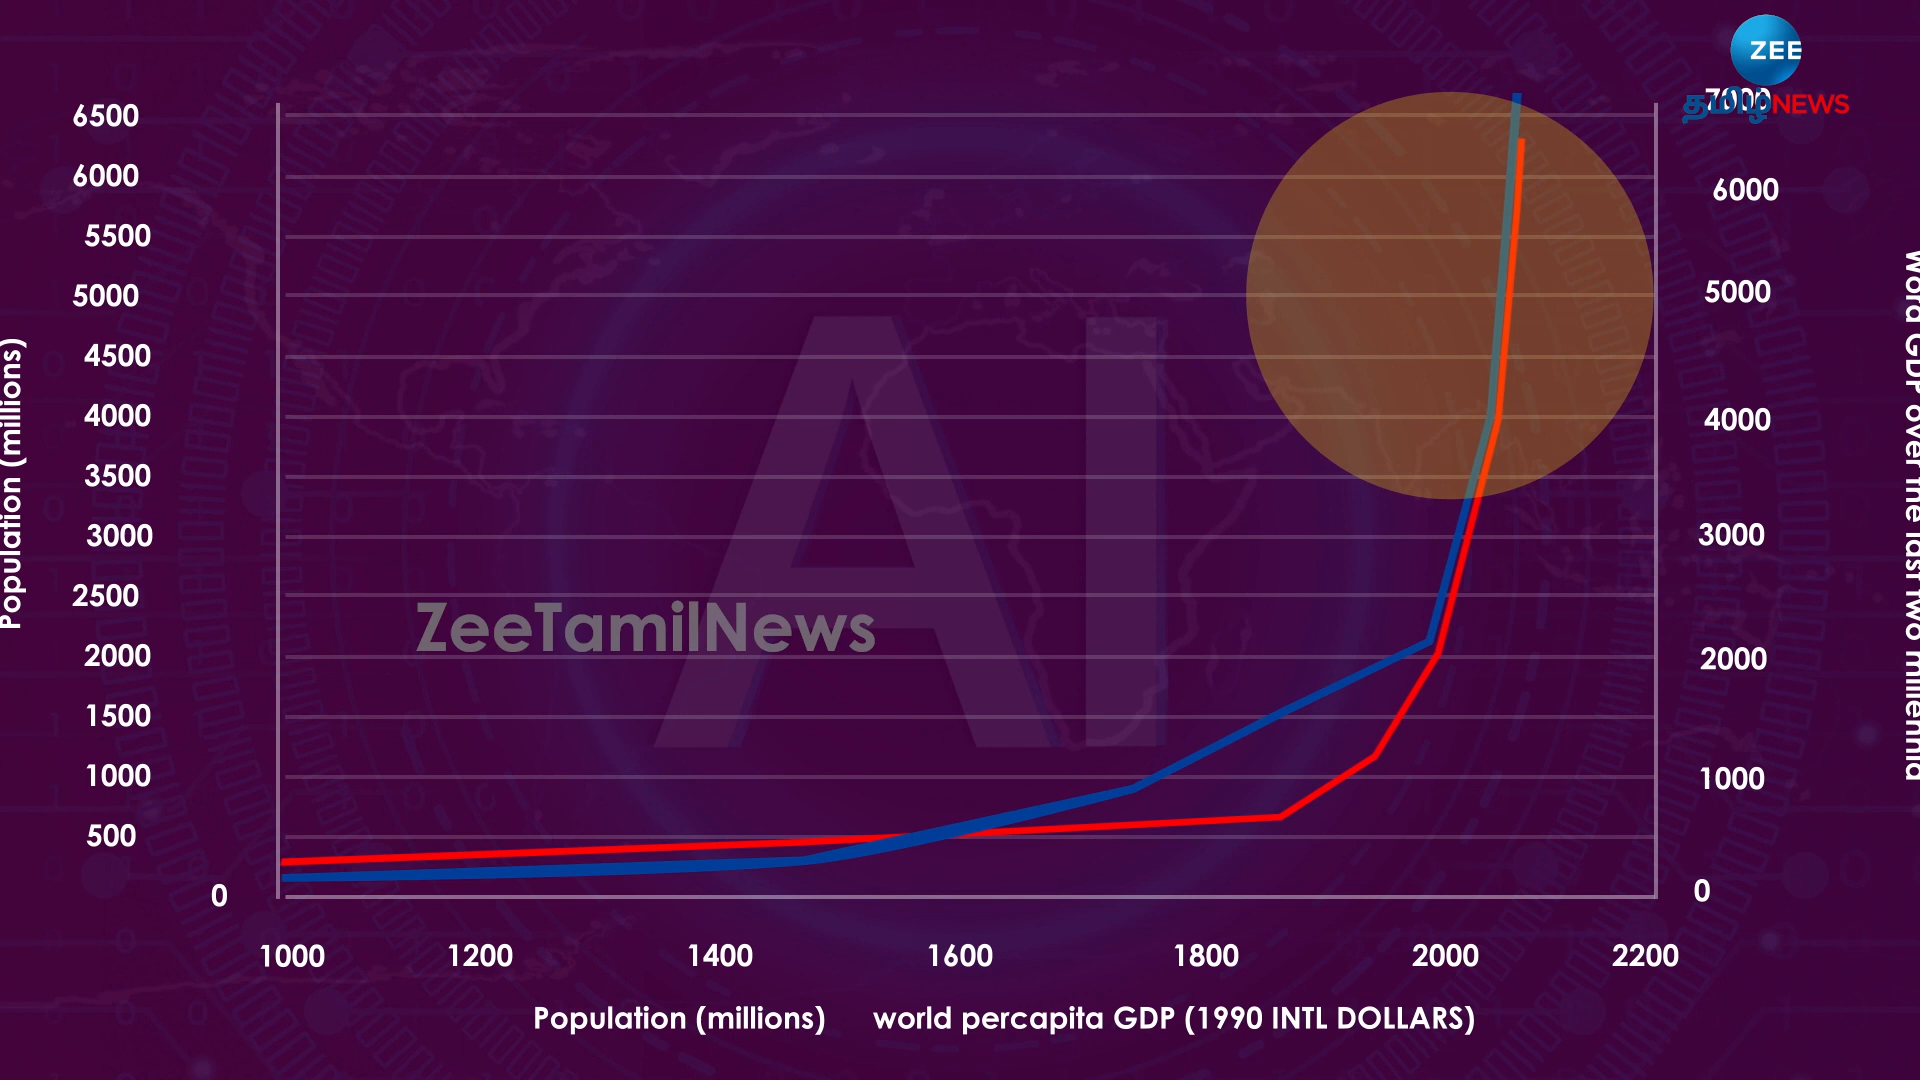 ZEE
தமிழ் NEWS
6500
6000
5500
5000
4500
4000
3500
3000
2500
2000
1500
1000
500
0
Population (millions)
AI
ZeeTamilNews
7000
6000
5000
4000
3000
2000
1000
0
World GDP over the last two millennia
1000 1200 1400 1600 1800 2000 2200
Population (millions) world percapita GDP (1990 INTL DOLLARS)